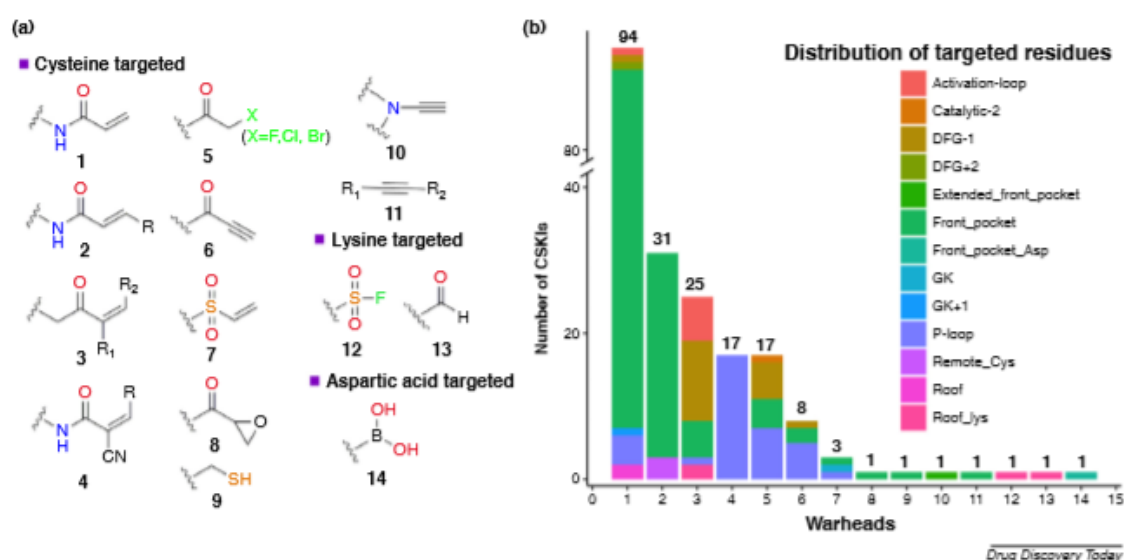 (a)
Cysteine targeted
O
N
H
1
O
X
(X=F,Cl, Br)
5
N
10
O
N
H
R
2
O
6
R1
R2
11
Lysine targeted
O
R2
R1
3
O
S
O
7
O
S
F
O
12
O
H
13
Aspartic acid targeted
O
R
N
H
CN
4
O
O
8
SH
9
OH
B
OH
14
(b)
Distribution of targeted residues
Activation-loop
Catalytic-2
DFG-1
DFG+2
Extended_front_pocket
Front_pocket
Front_pocket_Asp
GK
GK+1
P-loop
Remote_Cys
Roof
Roof_lys
Number of CSKIs
80
40
20
0
94
31
25
17
17
8
3
1
1
1
1
1
1
1
0 1 2 3 4 5 6 7 8 9 10 11 12 13 14 15
Warheads
Drug Discovery Today